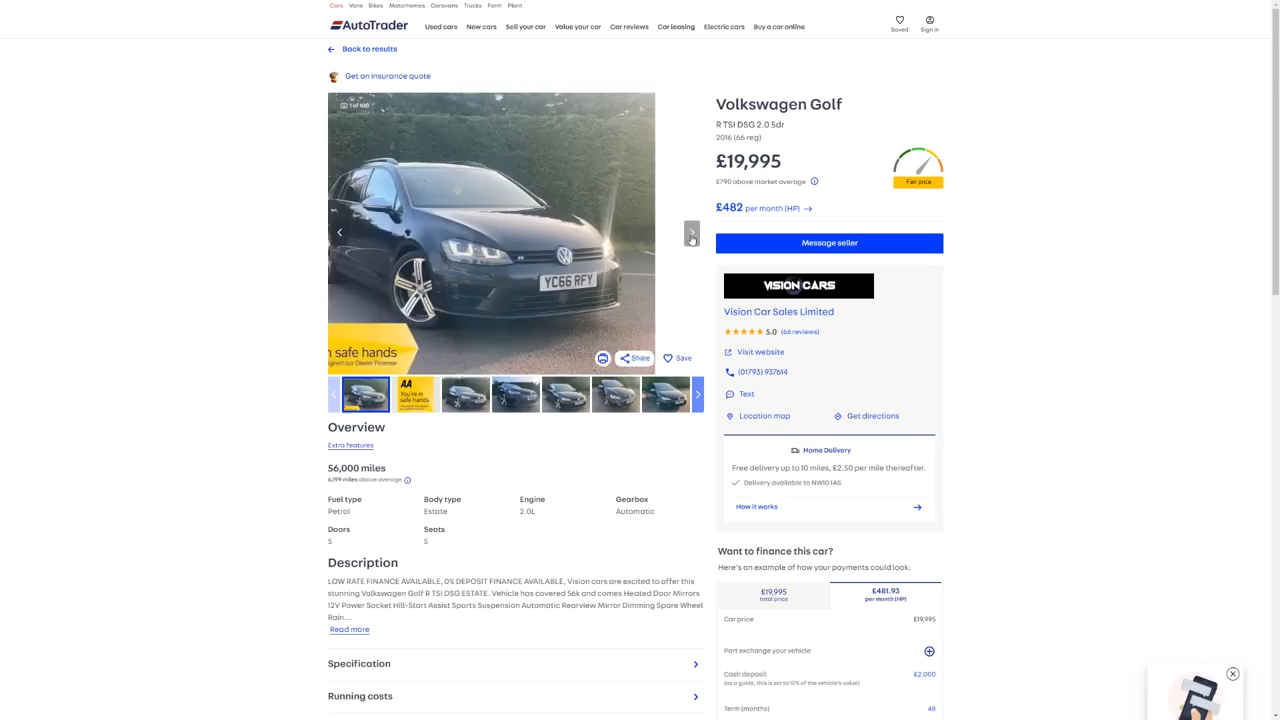 Cars Vans Bikes Motorhomes Caravans Trucks Farm Plant
AutoTrader
Used cars New cars Sell your car Value your car Car reviews Car leasing Electric cars Buy a car online
Saved
Sign in
Back to results
Get an insurance quote
1 of 100
YC66 RFY
safe hands
Share
Save
AA
You're in
safe hands
Overview
Extra features
56,000 miles
6,199 miles above average
Fuel type Body type Engine Gearbox
Petrol Estate 2.0L Automatic
Doors Seats
5 5
Description
LOW RATE FINANCE AVAILABLE, 0% DEPOSIT FINANCE AVAILABLE, Vision cars are excited to offer this
stunning Volkswagen Golf R TSI DSG ESTATE. Vehicle has covered 56k and comes Heated Door Mirrors
12V Power Socket Hill-Start Assist Sports Suspension Automatic Rearview Mirror Dimming Spare Wheel
Rain...
Read more
Specification
Running costs
Volkswagen Golf
R TSI DSG 2.0 5dr
2016 (66 reg)
£19,995
£790 above market average
Fair price
£482 per month (HP)
Message seller
VISION CARS
Vision Car Sales Limited
5.0 (66 reviews)
Visit website
(01793) 937614
Text
Location map Get directions
Home Delivery
Free delivery up to 10 miles, £2.50 per mile thereafter.
Delivery available to NW10 1AS
How it works
Want to finance this car?
Here's an example of how your payments could look:
£19,995
total price
£481.93
per month (HP)
Car price £19,995
Part exchange your vehicle
Cash deposit £2,000
(as a guide, this is set to 10% of the vehicle's value)
Term (months) 48